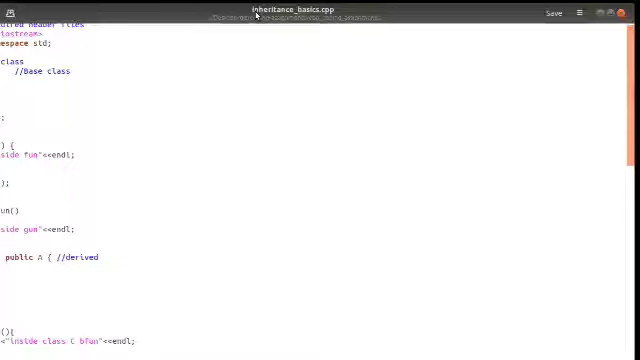 inheritance_basics.cpp
Save
uired header files
iostream>
mespace std;
class
//Base class
;
) {
side fun"<<endl;
);
un()
side gun"<<endl;
public A { //derived
(){
<"inside class C bfun"<<endl;